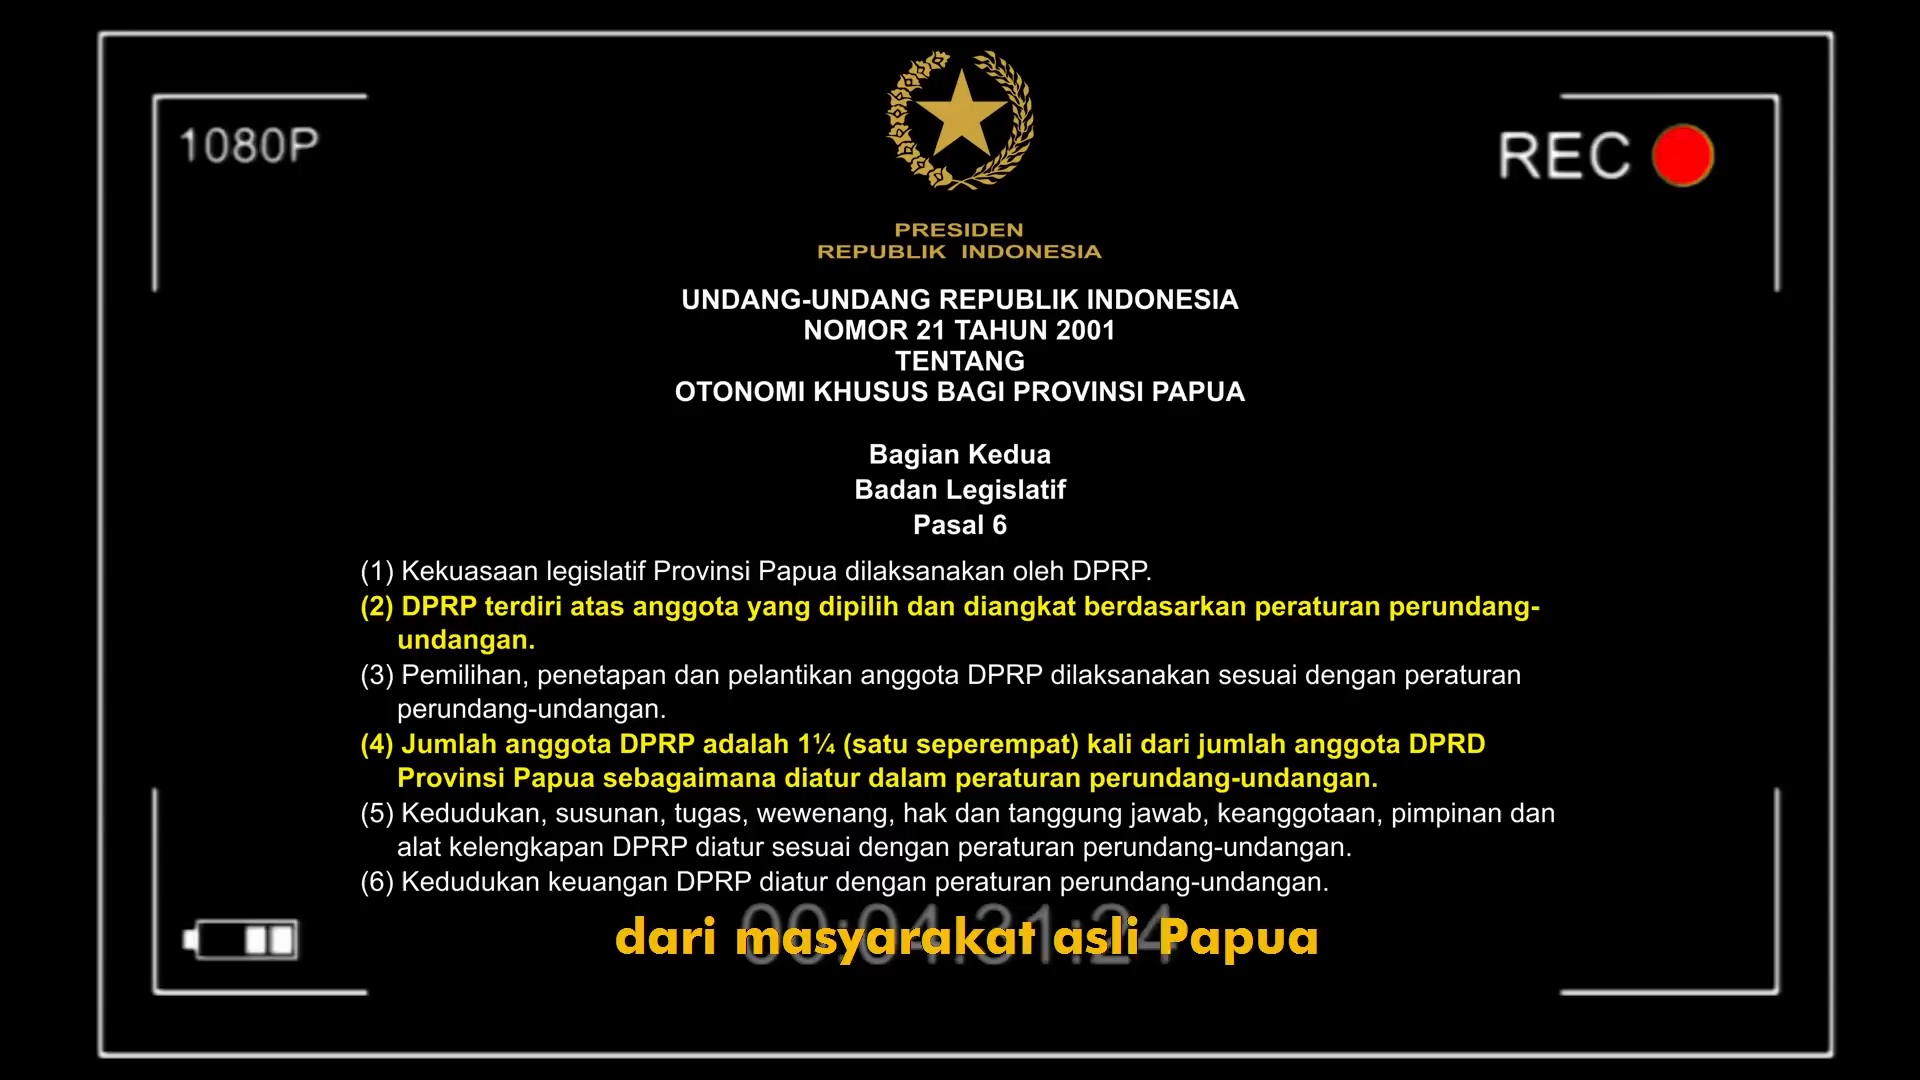 1080P
REC
PRESIDEN
REPUBLIK INDONESIA
UNDANG-UNDANG REPUBLIK INDONESIA
NOMOR 21 TAHUN 2001
TENTANG
OTONOMI KHUSUS BAGI PROVINSI PAPUA
Bagian Kedua
Badan Legislatif
Pasal 6
(1) Kekuasaan legislatif Provinsi Papua dilaksanakan oleh DPRP.
(2) DPRP terdiri atas anggota yang dipilih dan diangkat berdasarkan peraturan perundang-
undangan.
(3) Pemilihan, penetapan dan pelantikan anggota DPRP dilaksanakan sesuai dengan peraturan
perundang-undangan.
(4) Jumlah anggota DPRP adalah 1¼ (satu seperempat) kali dari jumlah anggota DPRD
Provinsi Papua sebagaimana diatur dalam peraturan perundang-undangan.
(5) Kedudukan, susunan, tugas, wewenang, hak dan tanggung jawab, keanggotaan, pimpinan dan
alat kelengkapan DPRP diatur sesuai dengan peraturan perundang-undangan.
(6) Kedudukan keuangan DPRP diatur dengan peraturan perundang-undangan.
00:04:31:24
dari masyarakat asli Papua